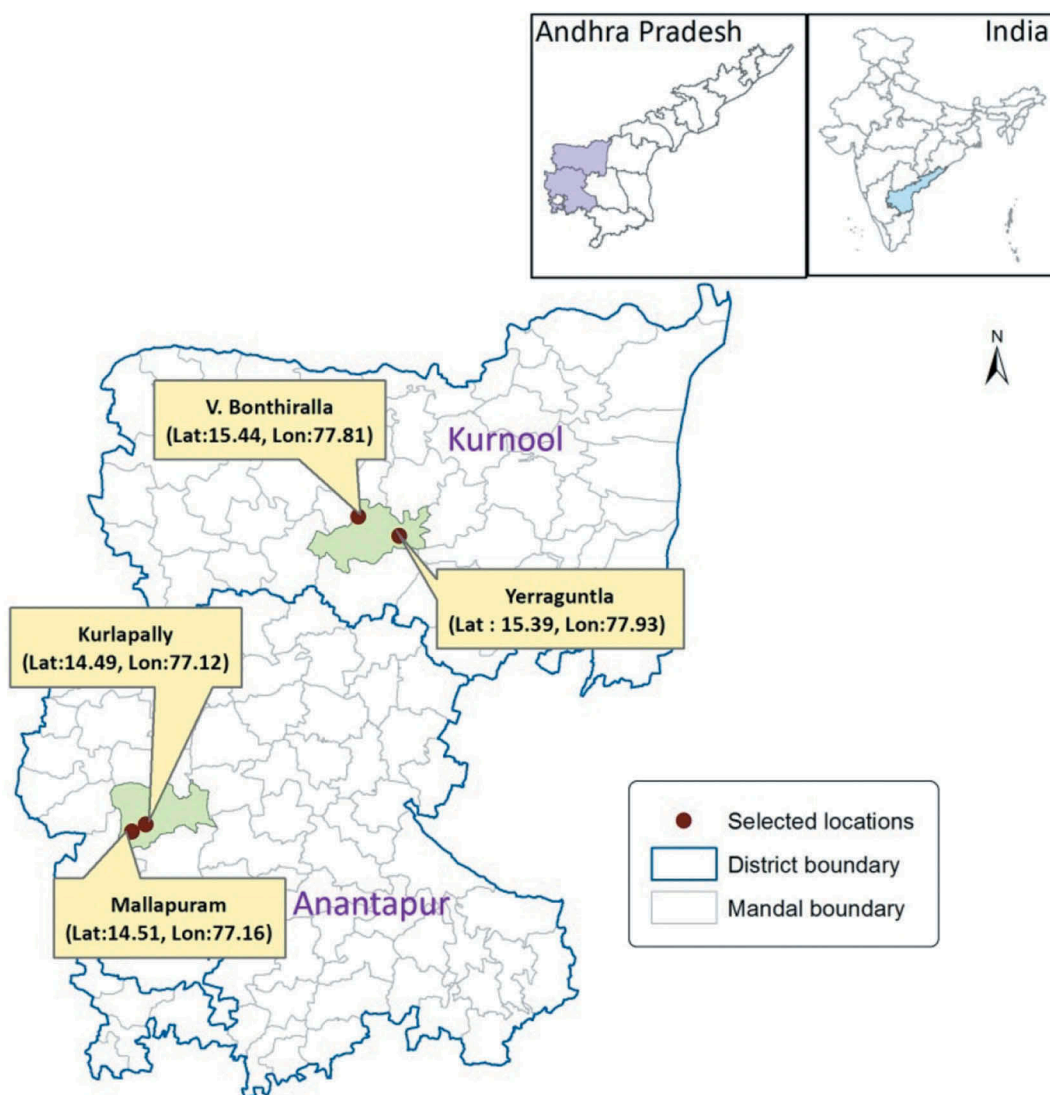 Andhra Pradesh
India
N
V. Bonthiralla
(Lat:15.44, Lon:77.81)
Kurnool
Yerraguntla
(Lat : 15.39, Lon:77.93)
Kurlapally
(Lat:14.49, Lon:77.12)
Mallapuram
(Lat:14.51, Lon:77.16)
Anantapur
Selected locations
District boundary
Mandal boundary